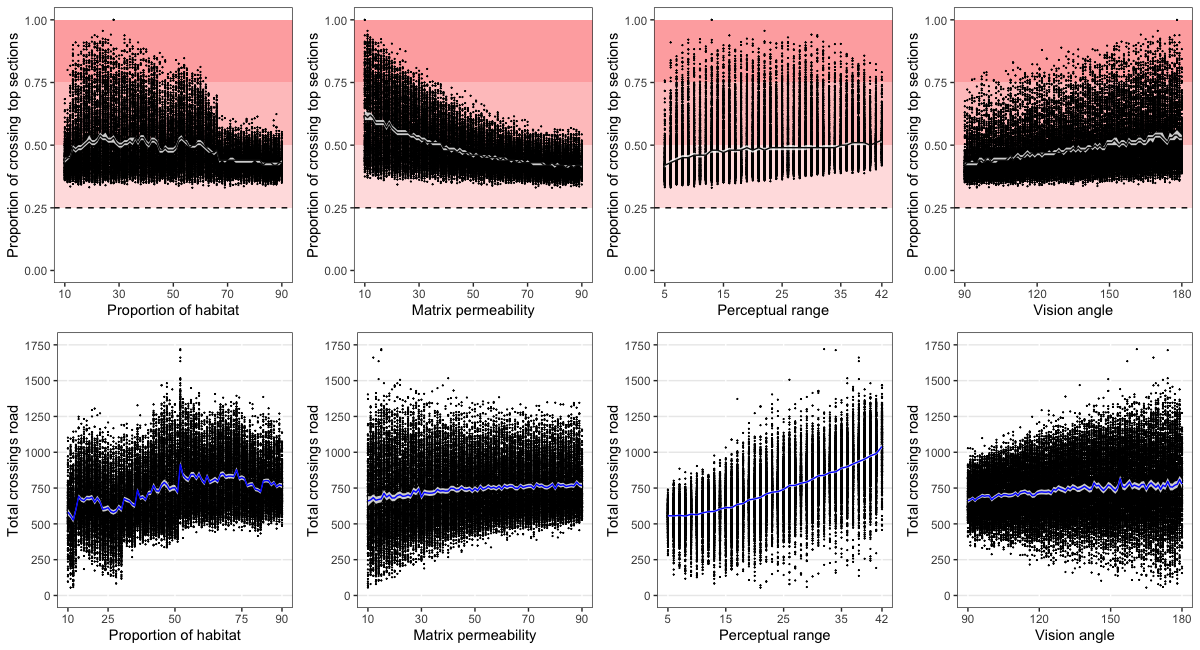 Proportion of crossing top sections
1.00
0.75
0.50
0.25
0.00
10 30 50 70 90
Proportion of habitat
Proportion of crossing top sections
1.00
0.75
0.50
0.25
0.00
10 30 50 70 90
Matrix permeability
Proportion of crossing top sections
1.00
0.75
0.50
0.25
0.00
5 15 25 35 42
Perceptual range
Proportion of crossing top sections
1.00
0.75
0.50
0.25
0.00
90 120 150 180
Vision angle
Total crossings road
1750
1500
1250
1000
750
500
250
0
10 25 50 75 90
Proportion of habitat
Total crossings road
1750
1500
1250
1000
750
500
250
0
10 30 50 70 90
Matrix permeability
Total crossings road
1750
1500
1250
1000
750
500
250
0
5 15 25 35 42
Perceptual range
Total crossings road
1750
1500
1250
1000
750
500
250
0
90 120 150 180
Vision angle